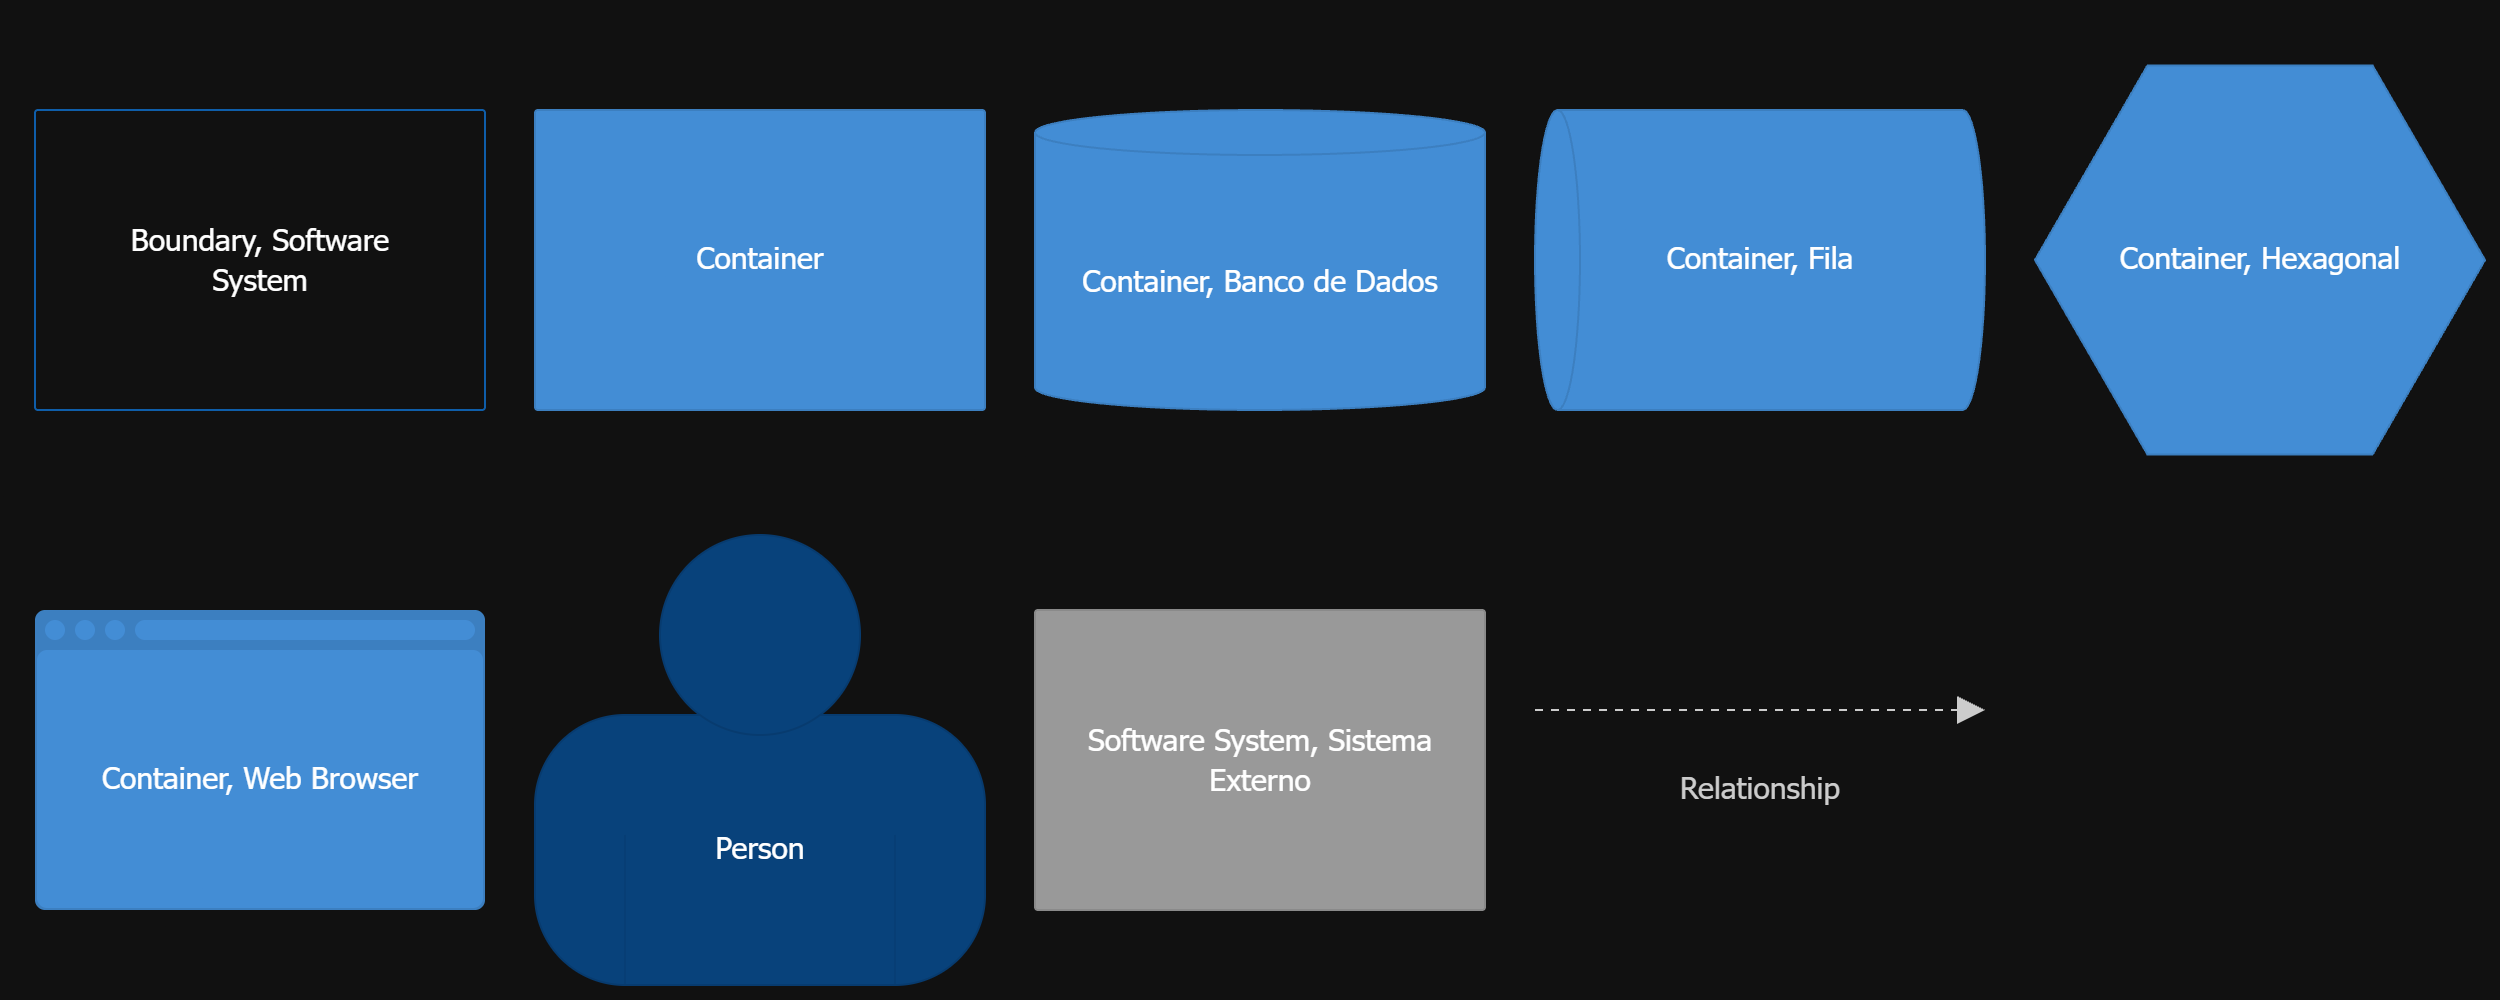 Boundary, Software
System
Container
Container, Banco de Dados
Container, Fila
Container, Hexagonal
Container, Web Browser
Person
Software System, Sistema
Externo
Relationship